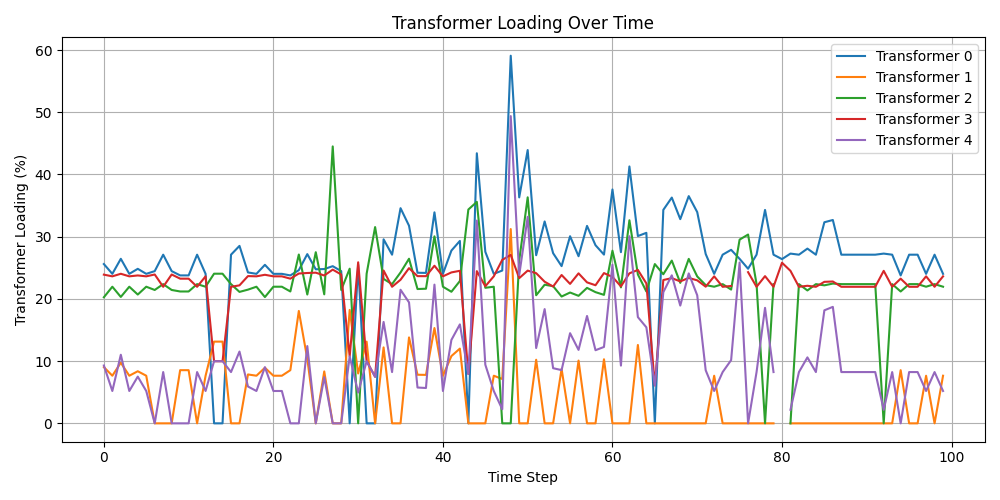 Transformer Loading Over Time
Transformer Loading (%)
60
50
40
30
20
10
0
0 20 40 60 80 100
Time Step
Transformer 0
Transformer 1
Transformer 2
Transformer 3
Transformer 4